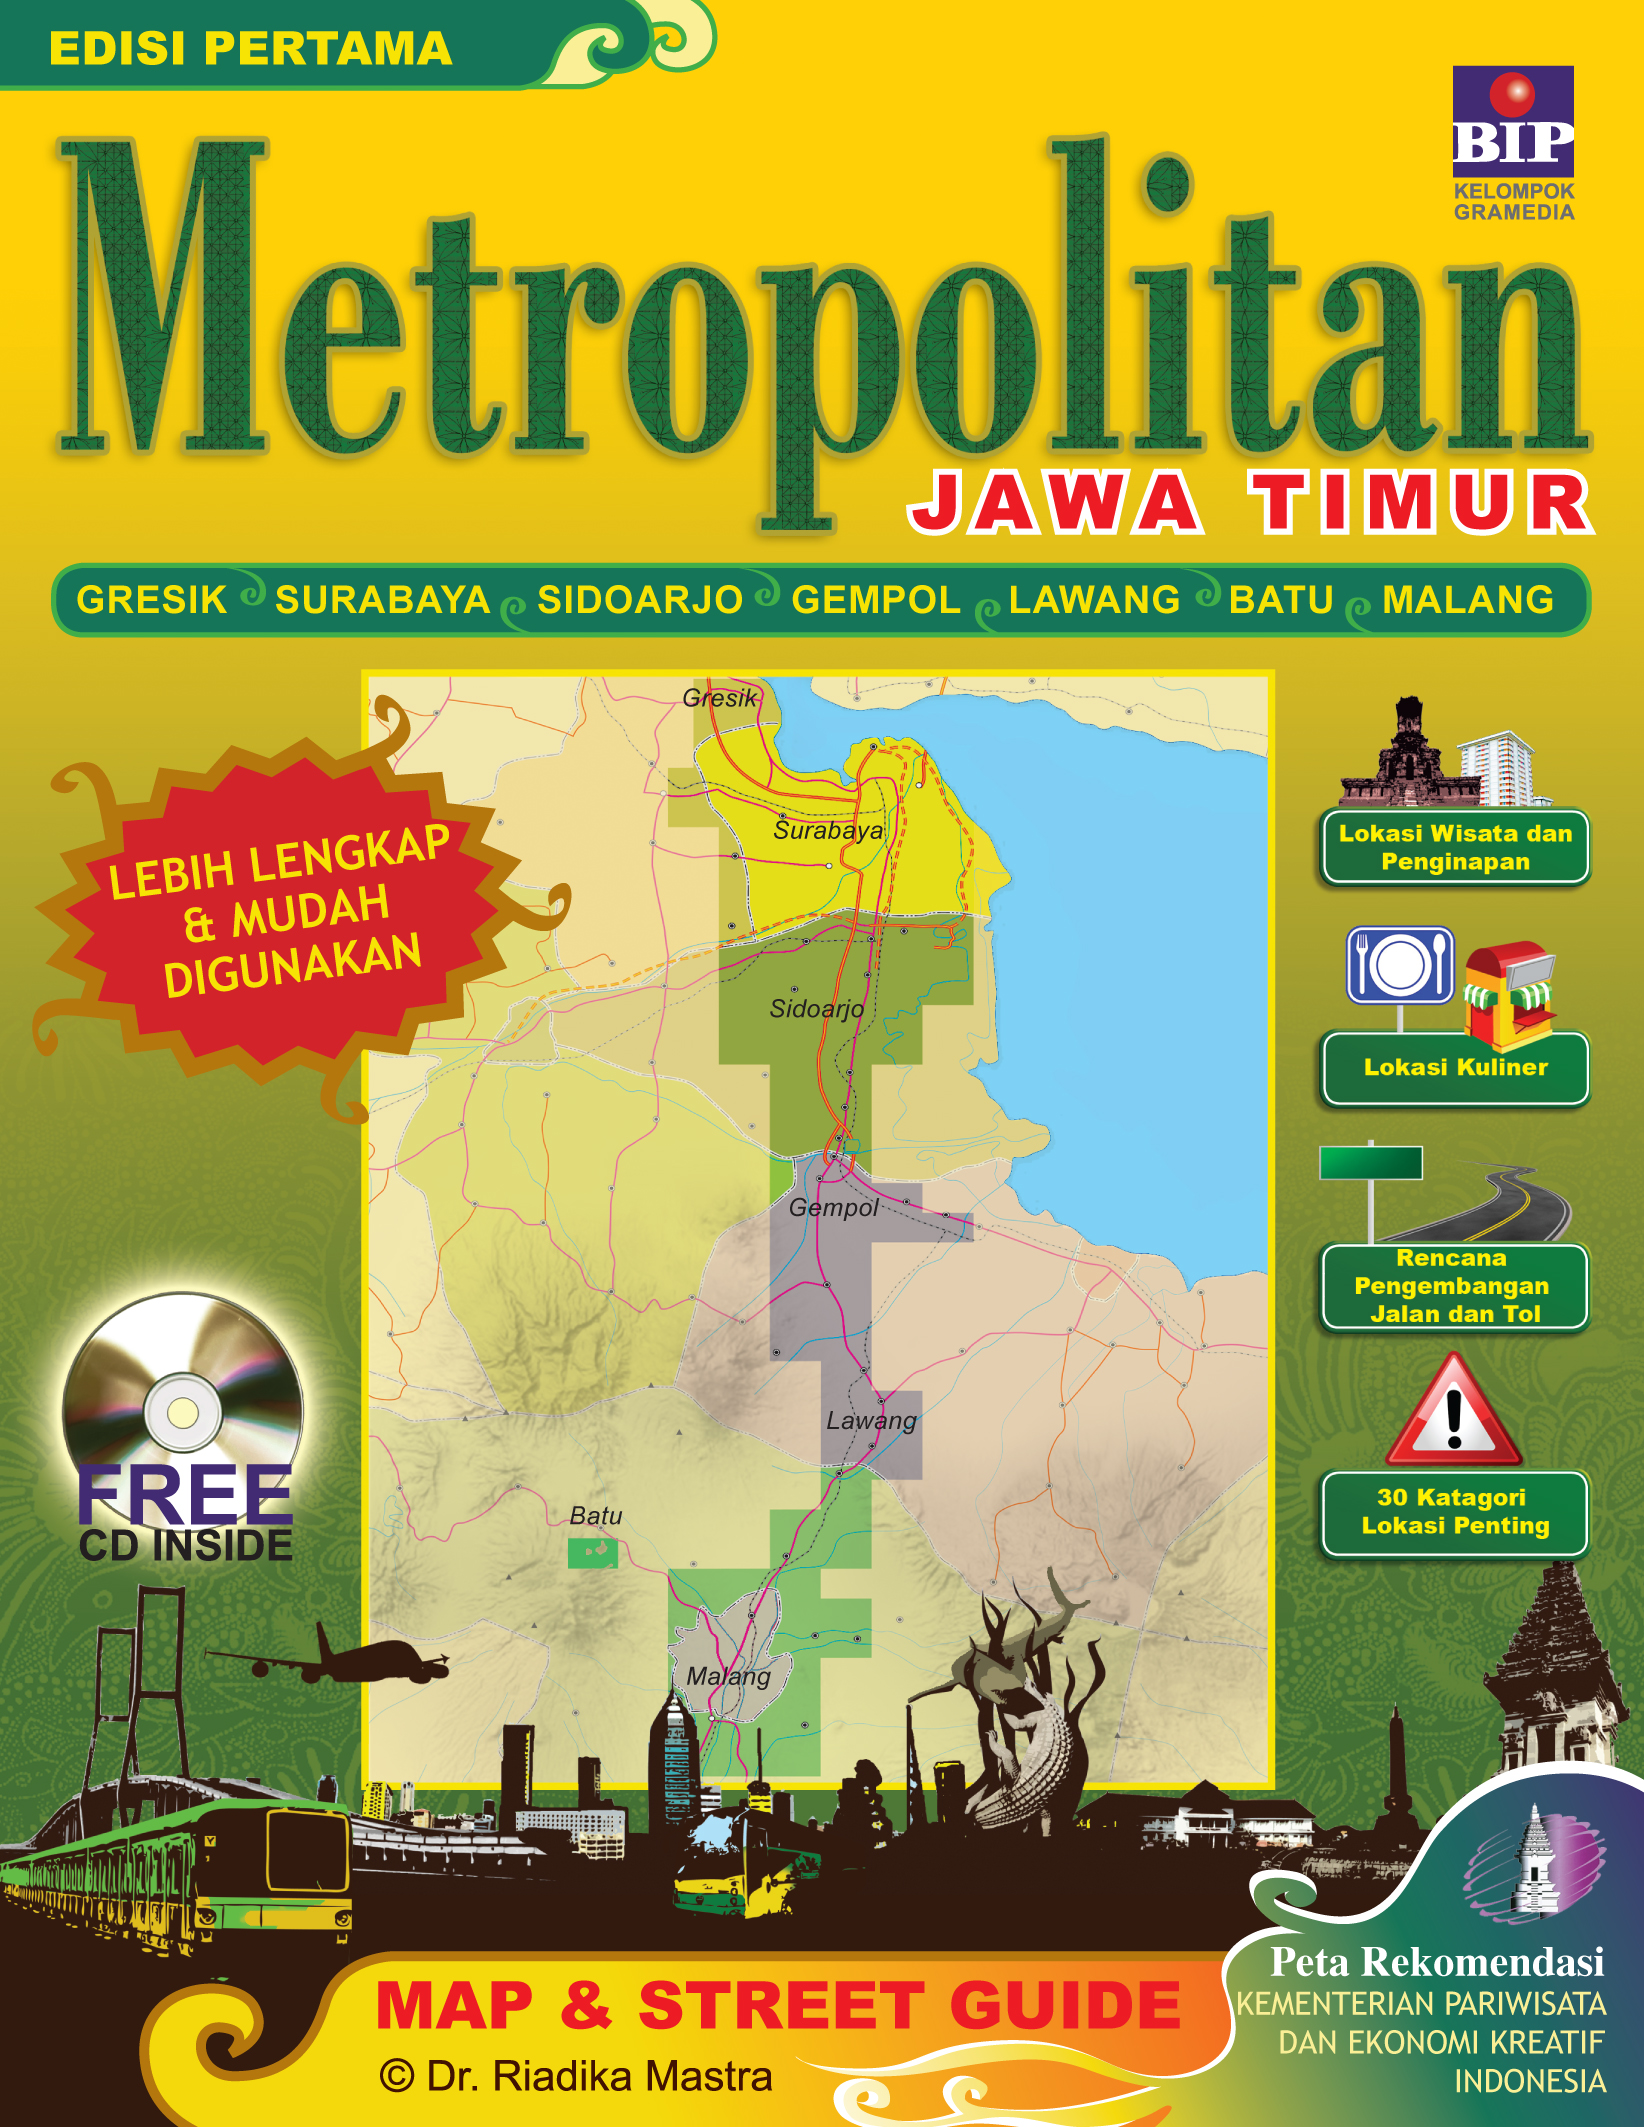 EDISI PERTAMA
BIP
KELOMPOK
GRAMEDIA
Metropolitan
JAWA TIMUR
GRESIK SURABAYA SIDOARJO GEMPOL LAWANG BATU MALANG
Gresik
Surabaya
Sidoarjo
Gempol
Lawang
Batu
Malang
LEBIH LENGKAP
& MUDAH
DIGUNAKAN
FREE
CD INSIDE
Lokasi Wisata dan
Penginapan
Lokasi Kuliner
Rencana
Pengembangan
Jalan dan Tol
30 Katagori
Lokasi Penting
MAP & STREET GUIDE
© Dr. Riadika Mastra
Peta Rekomendasi
KEMENTERIAN PARIWISATA
DAN EKONOMI KREATIF
INDONESIA